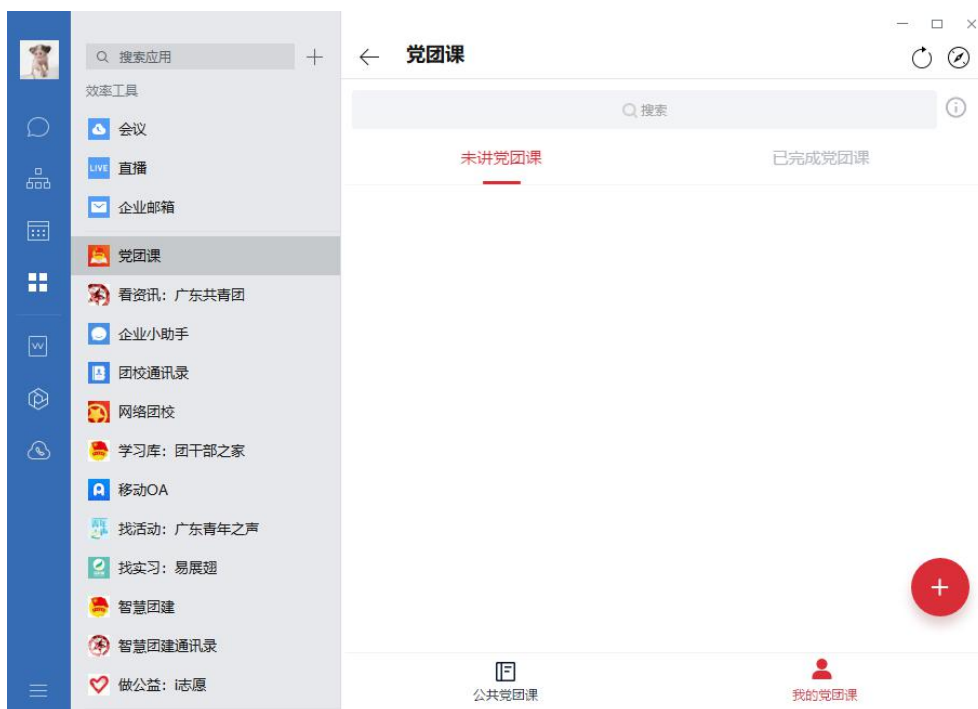 搜索应用
效率工具
会议
LIVE 直播
企业邮箱
党团课
看资讯：广东共青团
企业小助手
团校通讯录
网络团校
学习库：团干部之家
移动OA
找活动：广东青年之声
找实习：易展翅
智慧团建
智慧团建通讯录
做公益：i志愿
党团课
搜索
未讲党团课 已完成党团课
公共党团课 我的党团课